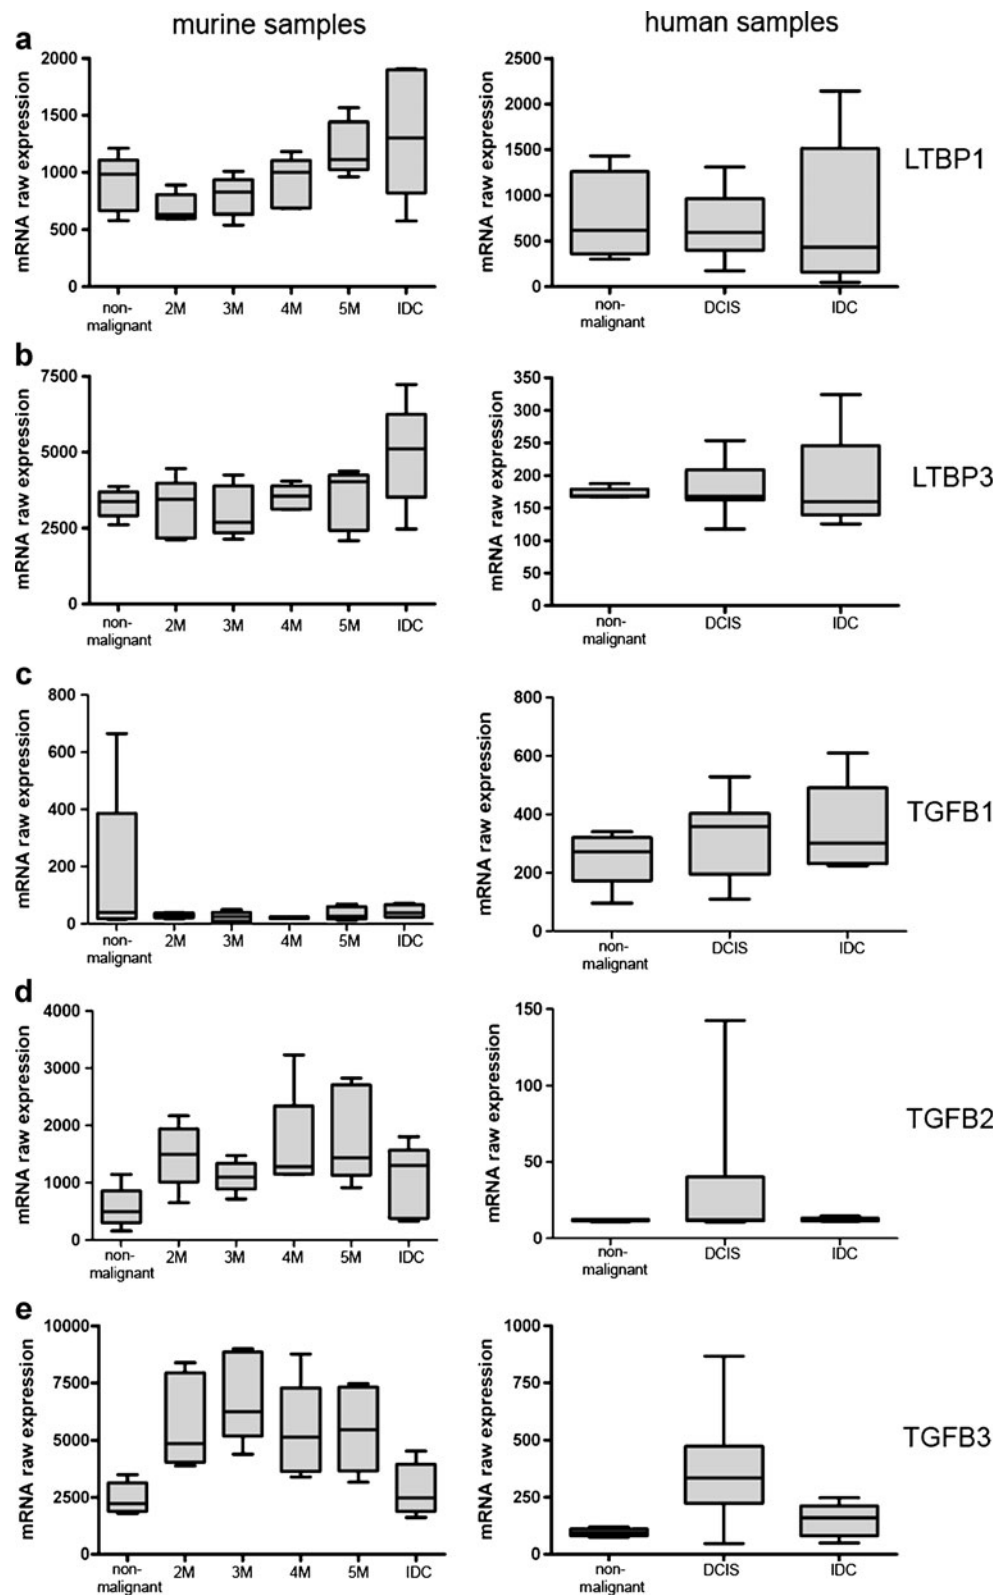 murine samples
human samples
a
mRNA raw expression
2000
1500
1000
500
0
non-
malignant
2M
3M
4M
5M
IDC
mRNA raw expression
2500
2000
1500
1000
500
0
non-
malignant
DCIS
IDC
LTBP1
b
mRNA raw expression
7500
5000
2500
0
non-
malignant
2M
3M
4M
5M
IDC
mRNA raw expression
350
300
250
200
150
100
50
0
non-
malignant
DCIS
IDC
LTBP3
c
mRNA raw expression
800
600
400
200
0
non-
malignant
2M
3M
4M
5M
IDC
mRNA raw expression
800
600
400
200
0
non-
malignant
DCIS
IDC
TGFB1
d
mRNA raw expression
4000
3000
2000
1000
0
non-
malignant
2M
3M
4M
5M
IDC
mRNA raw expression
150
100
50
0
non-
malignant
DCIS
IDC
TGFB2
e
mRNA raw expression
10000
7500
5000
2500
0
non-
malignant
2M
3M
4M
5M
IDC
mRNA raw expression
1000
750
500
250
0
non-
malignant
DCIS
IDC
TGFB3